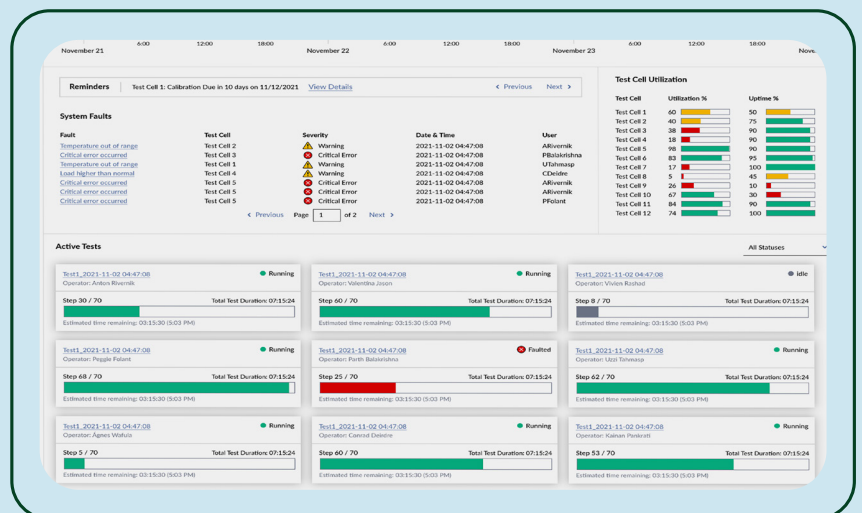 6:00 12:00 18:00 6:00 12:00 18:00 6:00 12:00 18:00
November 21 November 22 November 23 Nove
Reminders Test Cell 1: Calibration Due in 10 days on 11/12/2021 View Details < Previous Next >
System Faults
Fault Test Cell Severity Date & Time User
Temperature out of range Test Cell 2 Warning 2021-11-02 04:47:08 ARivernik
Critical error occurred Test Cell 3 Critical Error 2021-11-02 04:47:08 PBalakrishna
Temperature out of range Test Cell 1 Warning 2021-11-02 04:47:08 UTahmasp
Load higher than normal Test Cell 4 Warning 2021-11-02 04:47:08 CDeidre
Critical error occurred Test Cell 5 Critical Error 2021-11-02 04:47:08 ARivernik
Critical error occurred Test Cell 5 Critical Error 2021-11-02 04:47:08 ARivernik
Critical error occurred Test Cell 5 Critical Error 2021-11-02 04:47:08 PFolant
< Previous Page 1 of 2 Next >
Test Cell Utilization
Test Cell Utilization % Uptime %
Test Cell 1 60 50
Test Cell 2 40 75
Test Cell 3 38 90
Test Cell 4 18 90
Test Cell 5 98 90
Test Cell 6 83 95
Test Cell 7 17 100
Test Cell 8 5 45
Test Cell 9 26 10
Test Cell 10 67 30
Test Cell 11 84 90
Test Cell 12 74 100
Active Tests All Statuses
Test1_2021-11-02 04:47:08 Running
Operator: Anton Rivernik
Step 30 / 70 Total Test Duration: 07:15:24
Estimated time remaining: 03:15:30 (5:03 PM)
Test1_2021-11-02 04:47:08 Running
Operator: Valentina Jason
Step 60 / 70 Total Test Duration: 07:15:24
Estimated time remaining: 03:15:30 (5:03 PM)
Test1_2021-11-02 04:47:08 Idle
Operator: Vivien Rashad
Step 8 / 70 Total Test Duration: 07:15:24
Estimated time remaining: 03:15:30 (5:03 PM)
Test1_2021-11-02 04:47:08 Running
Operator: Peggie Folant
Step 68 / 70 Total Test Duration: 07:15:24
Estimated time remaining: 03:15:30 (5:03 PM)
Test1_2021-11-02 04:47:08 Faulted
Operator: Parth Balakrishna
Step 25 / 70 Total Test Duration: 07:15:24
Estimated time remaining: 03:15:30 (5:03 PM)
Test1_2021-11-02 04:47:08 Running
Operator: Uzzi Tahmasp
Step 62 / 70 Total Test Duration: 07:15:24
Estimated time remaining: 03:15:30 (5:03 PM)
Test1_2021-11-02 04:47:08 Running
Operator: Agnes Wafula
Step 5 / 70 Total Test Duration: 07:15:24
Estimated time remaining: 03:15:30 (5:03 PM)
Test1_2021-11-02 04:47:08 Running
Operator: Conrad Deidre
Step 60 / 70 Total Test Duration: 07:15:24
Estimated time remaining: 03:15:30 (5:03 PM)
Test1_2021-11-02 04:47:08 Running
Operator: Kainan Pankrati
Step 53 / 70 Total Test Duration: 07:15:24
Estimated time remaining: 03:15:30 (5:03 PM)